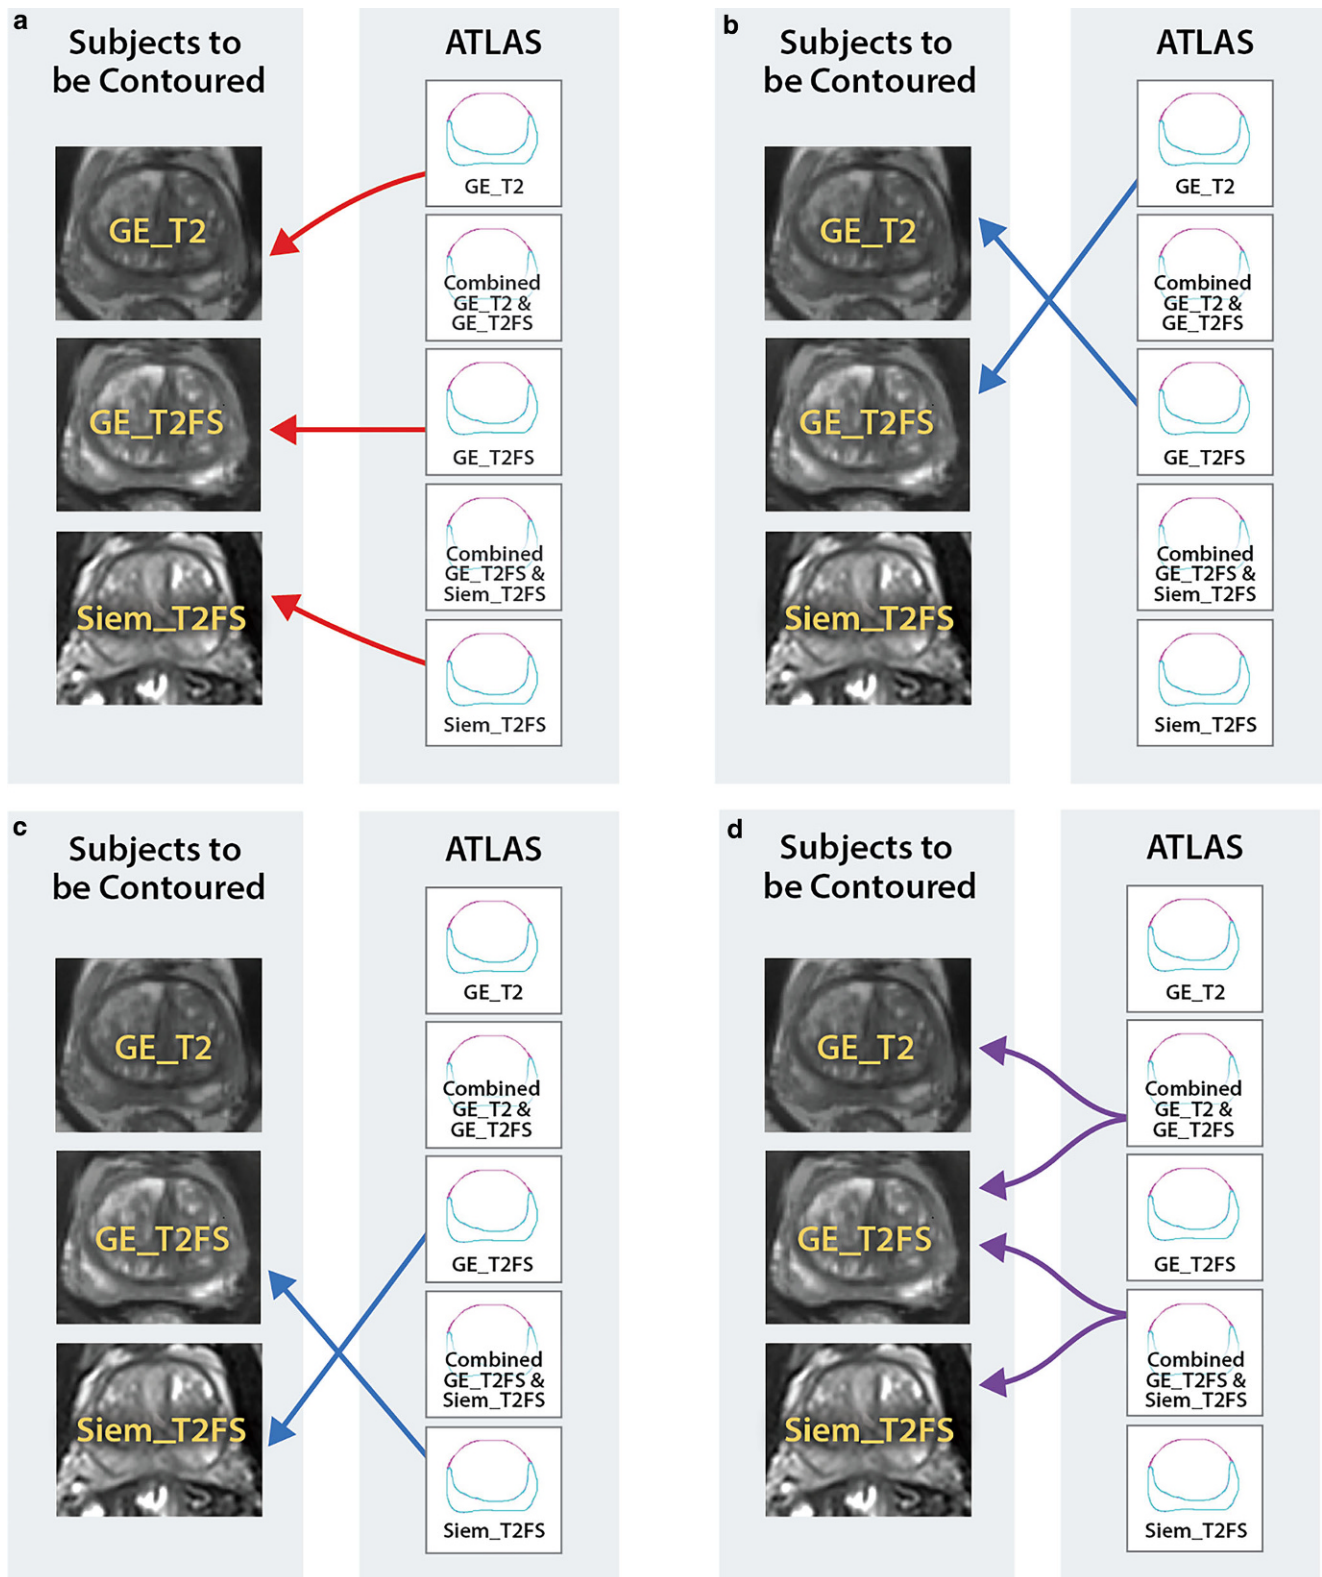 a
Subjects to
be Contoured
GE_T2
GE_T2FS
Siem_T2FS
ATLAS
GE_T2
Combined
GE_T2 &
GE_T2FS
GE_T2FS
Combined
GE_T2FS &
Siem_T2FS
Siem_T2FS
b
Subjects to
be Contoured
GE_T2
GE_T2FS
Siem_T2FS
ATLAS
GE_T2
Combined
GE_T2 &
GE_T2FS
GE_T2FS
Combined
GE_T2FS &
Siem_T2FS
Siem_T2FS
c
Subjects to
be Contoured
GE_T2
GE_T2FS
Siem_T2FS
ATLAS
GE_T2
Combined
GE_T2 &
GE_T2FS
GE_T2FS
Combined
GE_T2FS &
Siem_T2FS
Siem_T2FS
d
Subjects to
be Contoured
GE_T2
GE_T2FS
Siem_T2FS
ATLAS
GE_T2
Combined
GE_T2 &
GE_T2FS
GE_T2FS
Combined
GE_T2FS &
Siem_T2FS
Siem_T2FS